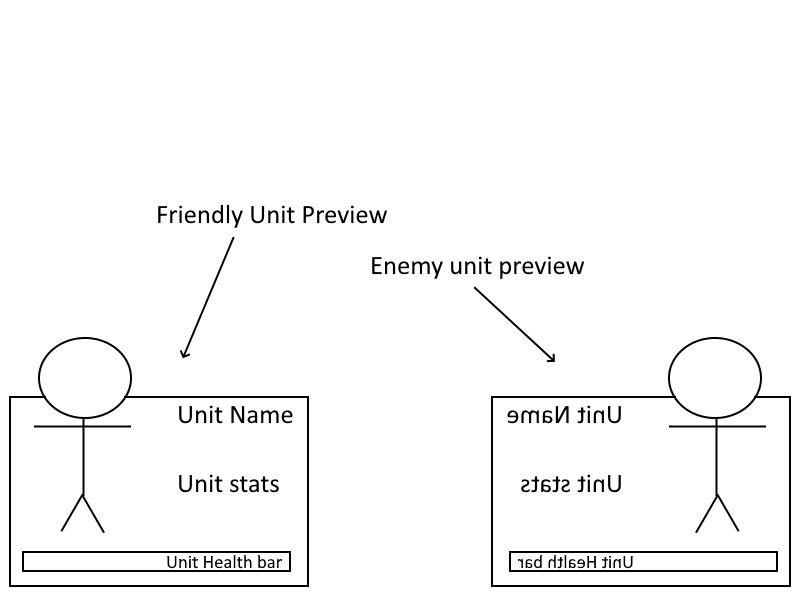 Friendly Unit Preview
Enemy unit preview
Unit Name
Unit stats
Unit Health bar
Unit Name
Unit stats
Unit Health bar